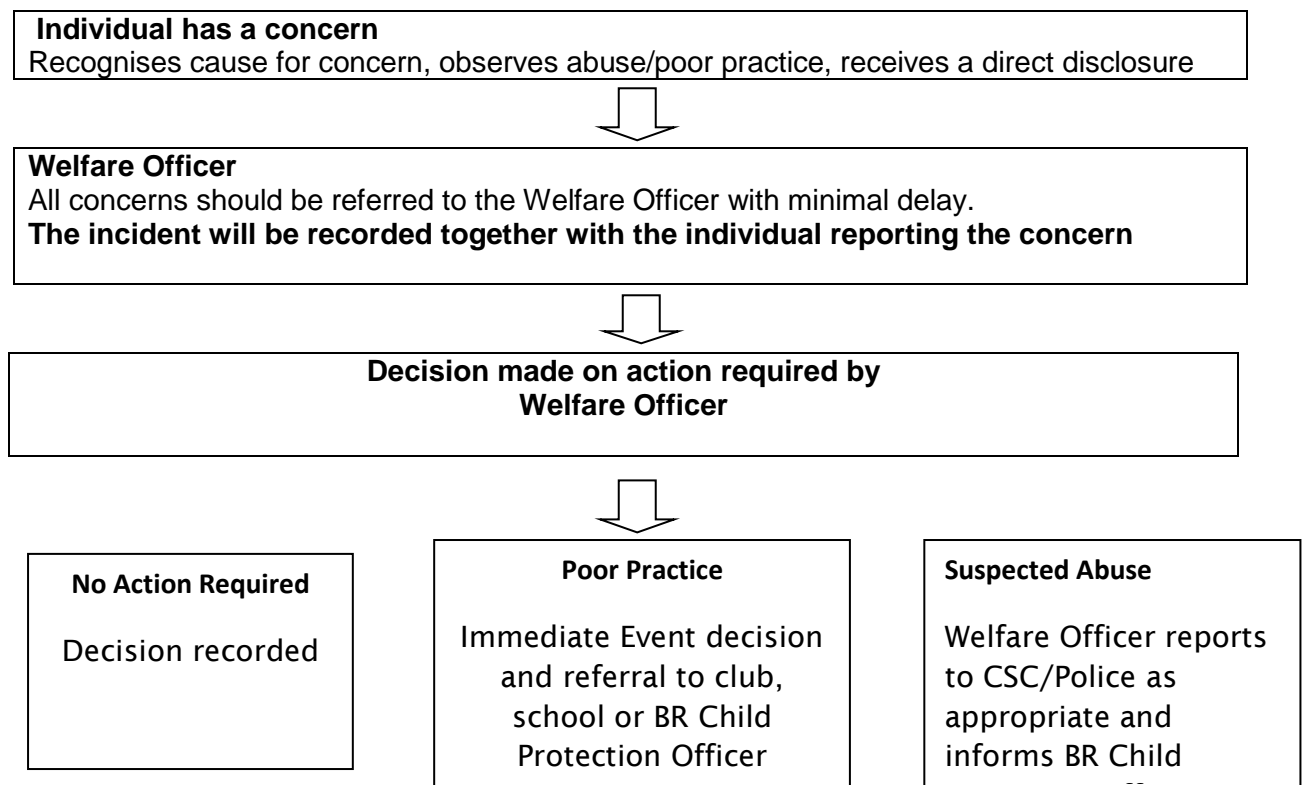 Individual has a concern
Recognises cause for concern, observes abuse/poor practice, receives a direct disclosure
Welfare Officer
All concerns should be referred to the Welfare Officer with minimal delay.
The incident will be recorded together with the individual reporting the concern
Decision made on action required by
Welfare Officer
No Action Required
Decision recorded
Poor Practice
Immediate Event decision
and referral to club,
school or BR Child
Protection Officer
Suspected Abuse
Welfare Officer reports
to CSC/Police as
appropriate and
informs BR Child